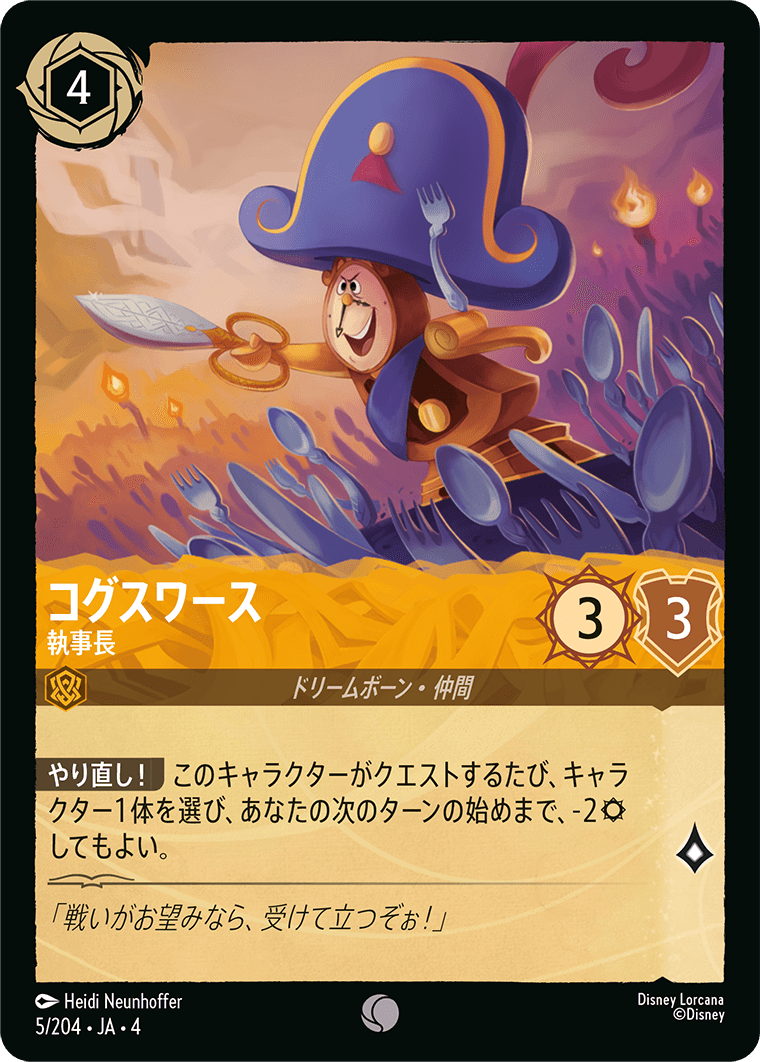 4
コグスワース
執事長
3
3
ドリームボーン・仲間
やり直し! このキャラクターがクエストするたび、キャラ
クター1体を選び、あなたの次のターンの始めまで、-2
してもよい。
「戦いがお望みなら、受けて立つぞぉ!」
Heidi Neunhoffer
Disney Lorcana
5/204・JA・4
©Disney